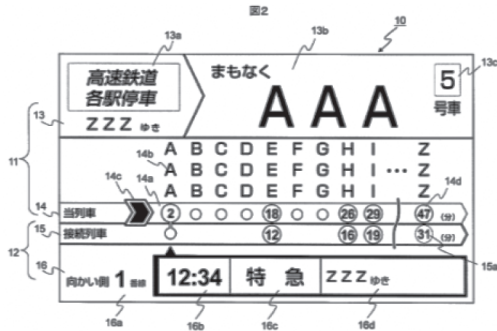 図2
13a
13b
10
13c
高速鉄道
各駅停車
ZZZ ゆき
まもなく
AAA
5
号車
13
11
14b
14c
14a
14d
A B C D E F G H I ・・・ Z
A B C D E F G H I Z
A B C D E F G H I Z
14
当列車
2 18 26 29 47 (分)
15
接続列車
12 16 19 31 (分)
12
15a
16
向かい側 1 番線
12:34
特急
ZZZ ゆき
16a
16b
16c
16d